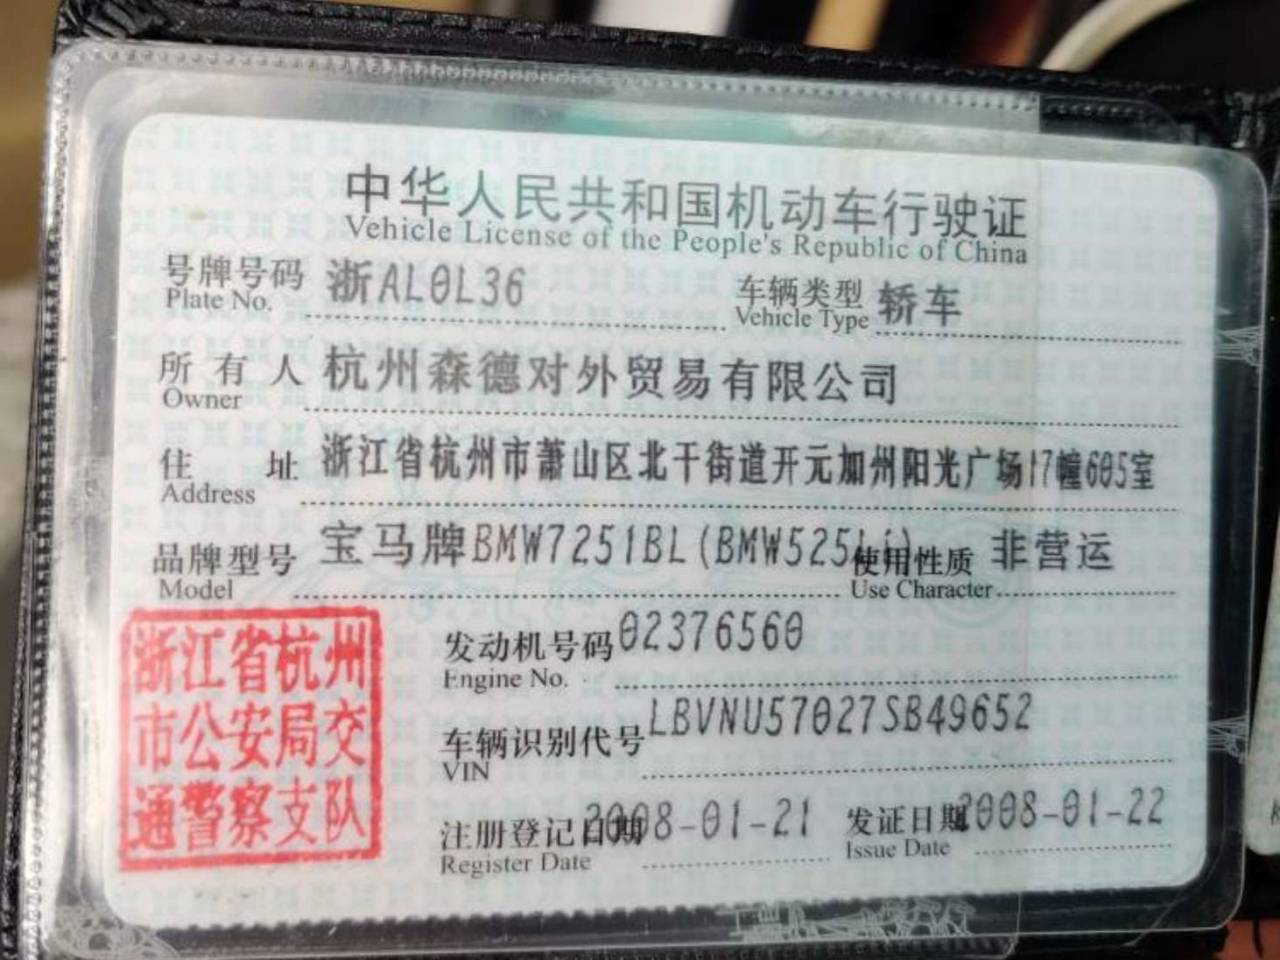 中华人民共和国机动车行驶证
Vehicle License of the People's Republic of China
号牌号码 浙AL0L36 车辆类型 轿车
Plate No. Vehicle Type
所有人 杭州森德对外贸易有限公司
Owner
住址 浙江省杭州市萧山区北干街道开元加州阳光广场17幢605室
Address
品牌型号 宝马牌BMW7251BL(BMW525Li) 使用性质 非营运
Model Use Character
发动机号码 02376560
Engine No.
车辆识别代号 LBVNU57027SB49652
VIN
注册登记日期 2008-01-21 发证日期 2008-01-22
Register Date Issue Date
浙江省杭州
市公安局交
通警察支队